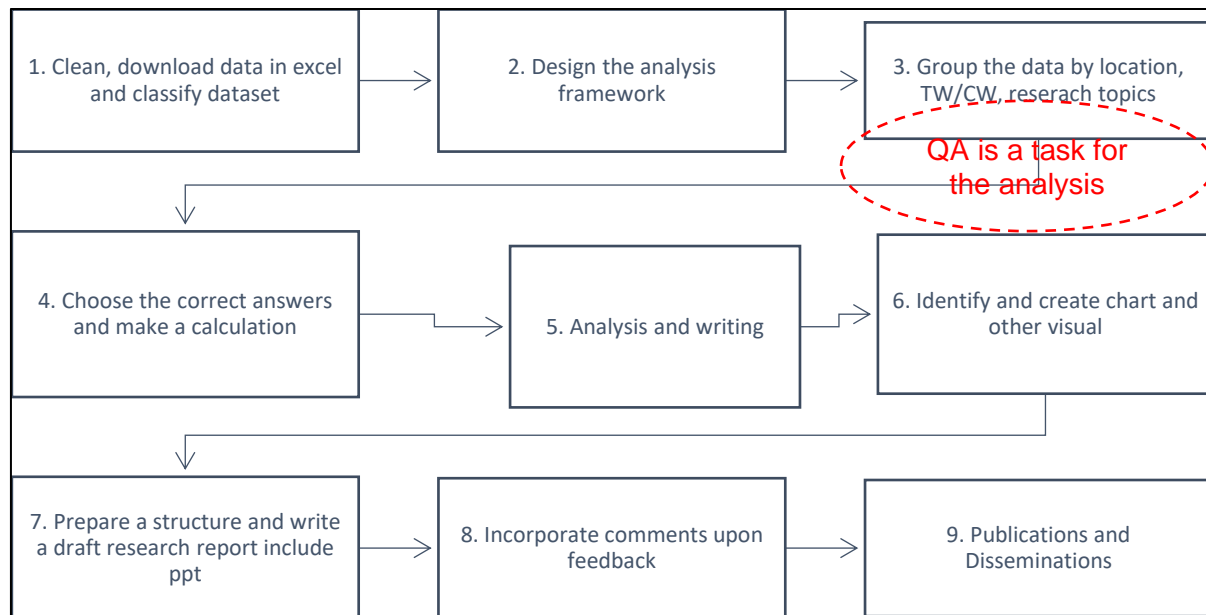 1. Clean, download data in excel
and classify dataset
2. Design the analysis
framework
3. Group the data by location,
TW/CW, reserach topics
QA is a task for
the analysis
4. Choose the correct answers
and make a calculation
5. Analysis and writing
6. Identify and create chart and
other visual
7. Prepare a structure and write
a draft research report include
ppt
8. Incorporate comments upon
feedback
9. Publications and
Disseminations